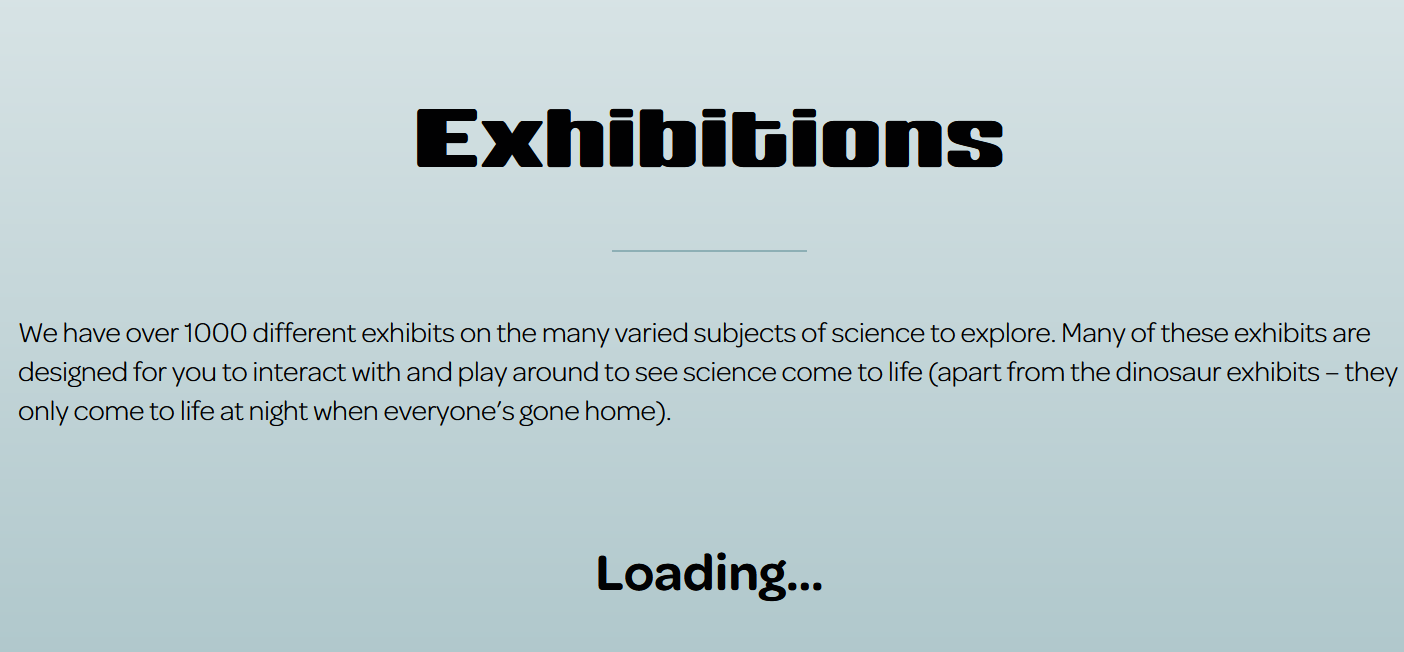 Exhibitions
We have over 1000 different exhibits on the many varied subjects of science to explore. Many of these exhibits are
designed for you to interact with and play around to see science come to life (apart from the dinosaur exhibits – they
only come to life at night when everyone’s gone home).
Loading...